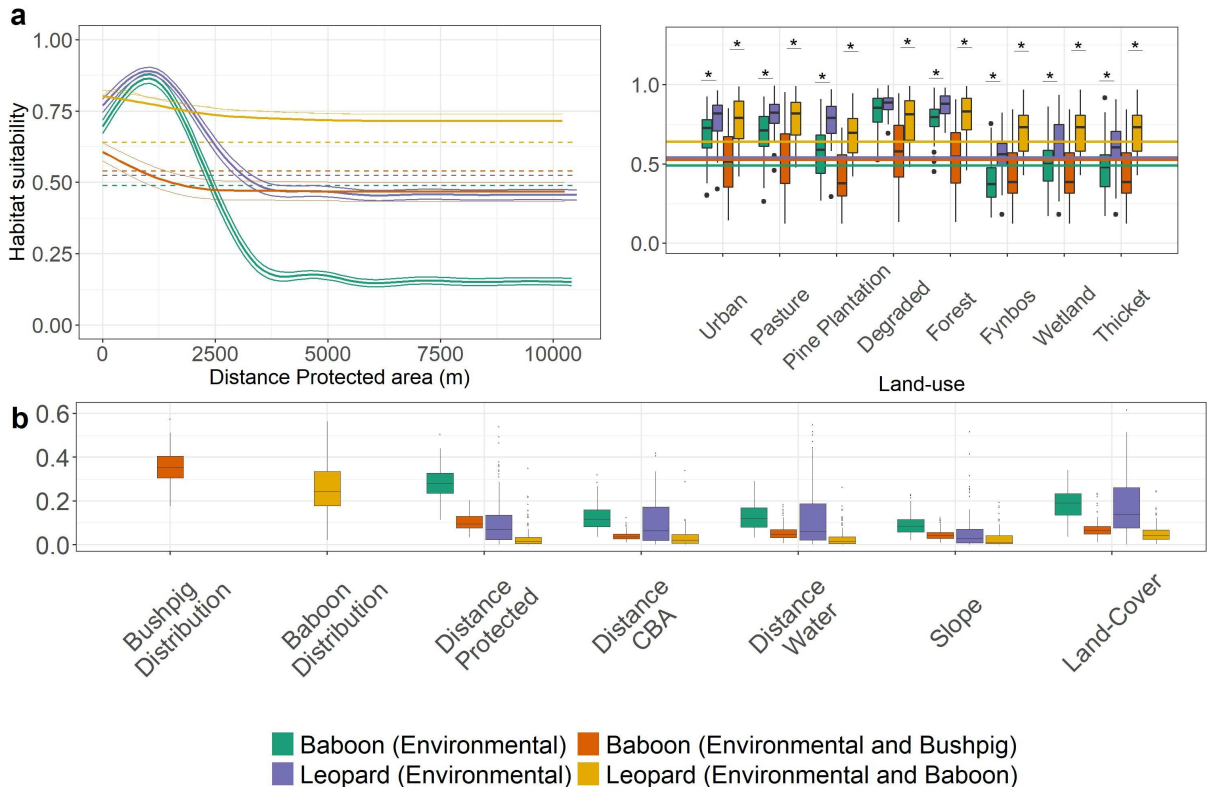 a
1.00
0.75
0.50
0.25
0.00
Habitat suitability
0 2500 5000 7500 10000
Distance Protected area (m)
* * * * * * * * * * * * * * *
1.0
0.5
0.0
Urban
Pasture
Pine Plantation
Degraded
Forest
Fynbos
Wetland
Thicket
Land-use
b
0.6
0.4
0.2
0.0
Bushpig
Distribution
Baboon
Distribution
Distance
Protected
Distance
CBA
Distance
Water
Slope
Land-Cover
Baboon (Environmental) Baboon (Environmental and Bushpig)
Leopard (Environmental) Leopard (Environmental and Baboon)